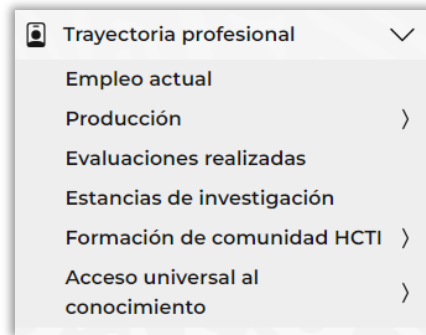 Trayectoria profesional
Empleo actual
Producción
Evaluaciones realizadas
Estancias de investigación
Formación de comunidad HCTI
Acceso universal al
conocimiento